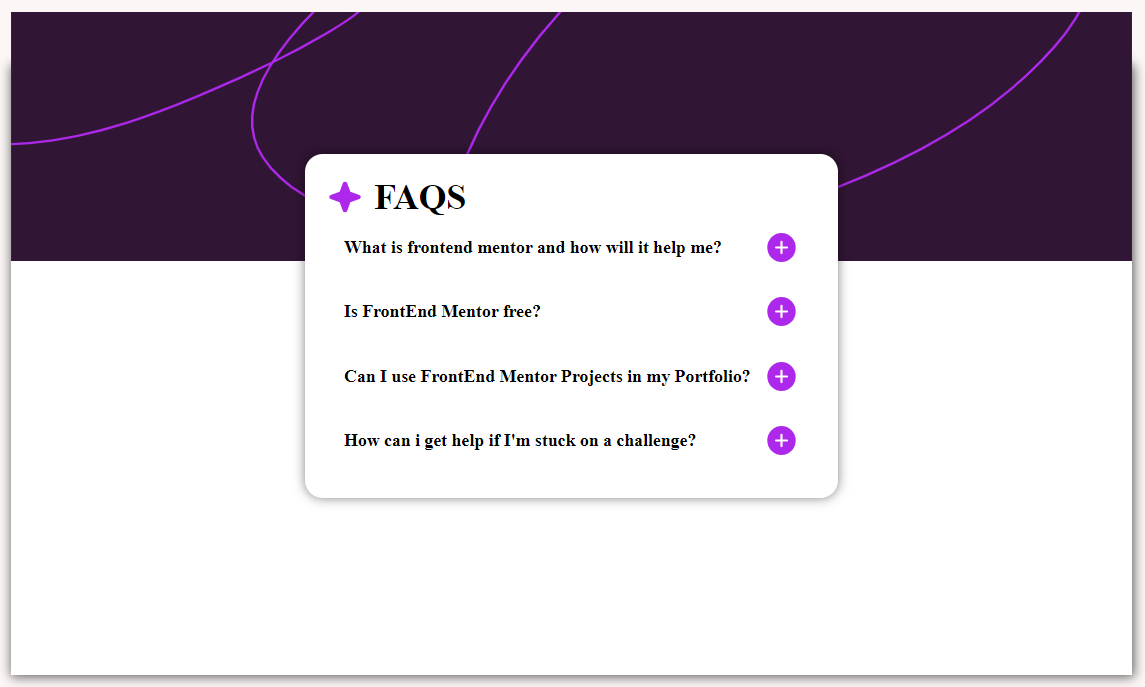 FAQS
What is frontend mentor and how will it help me?
Is FrontEnd Mentor free?
Can I use FrontEnd Mentor Projects in my Portfolio?
How can i get help if I'm stuck on a challenge?